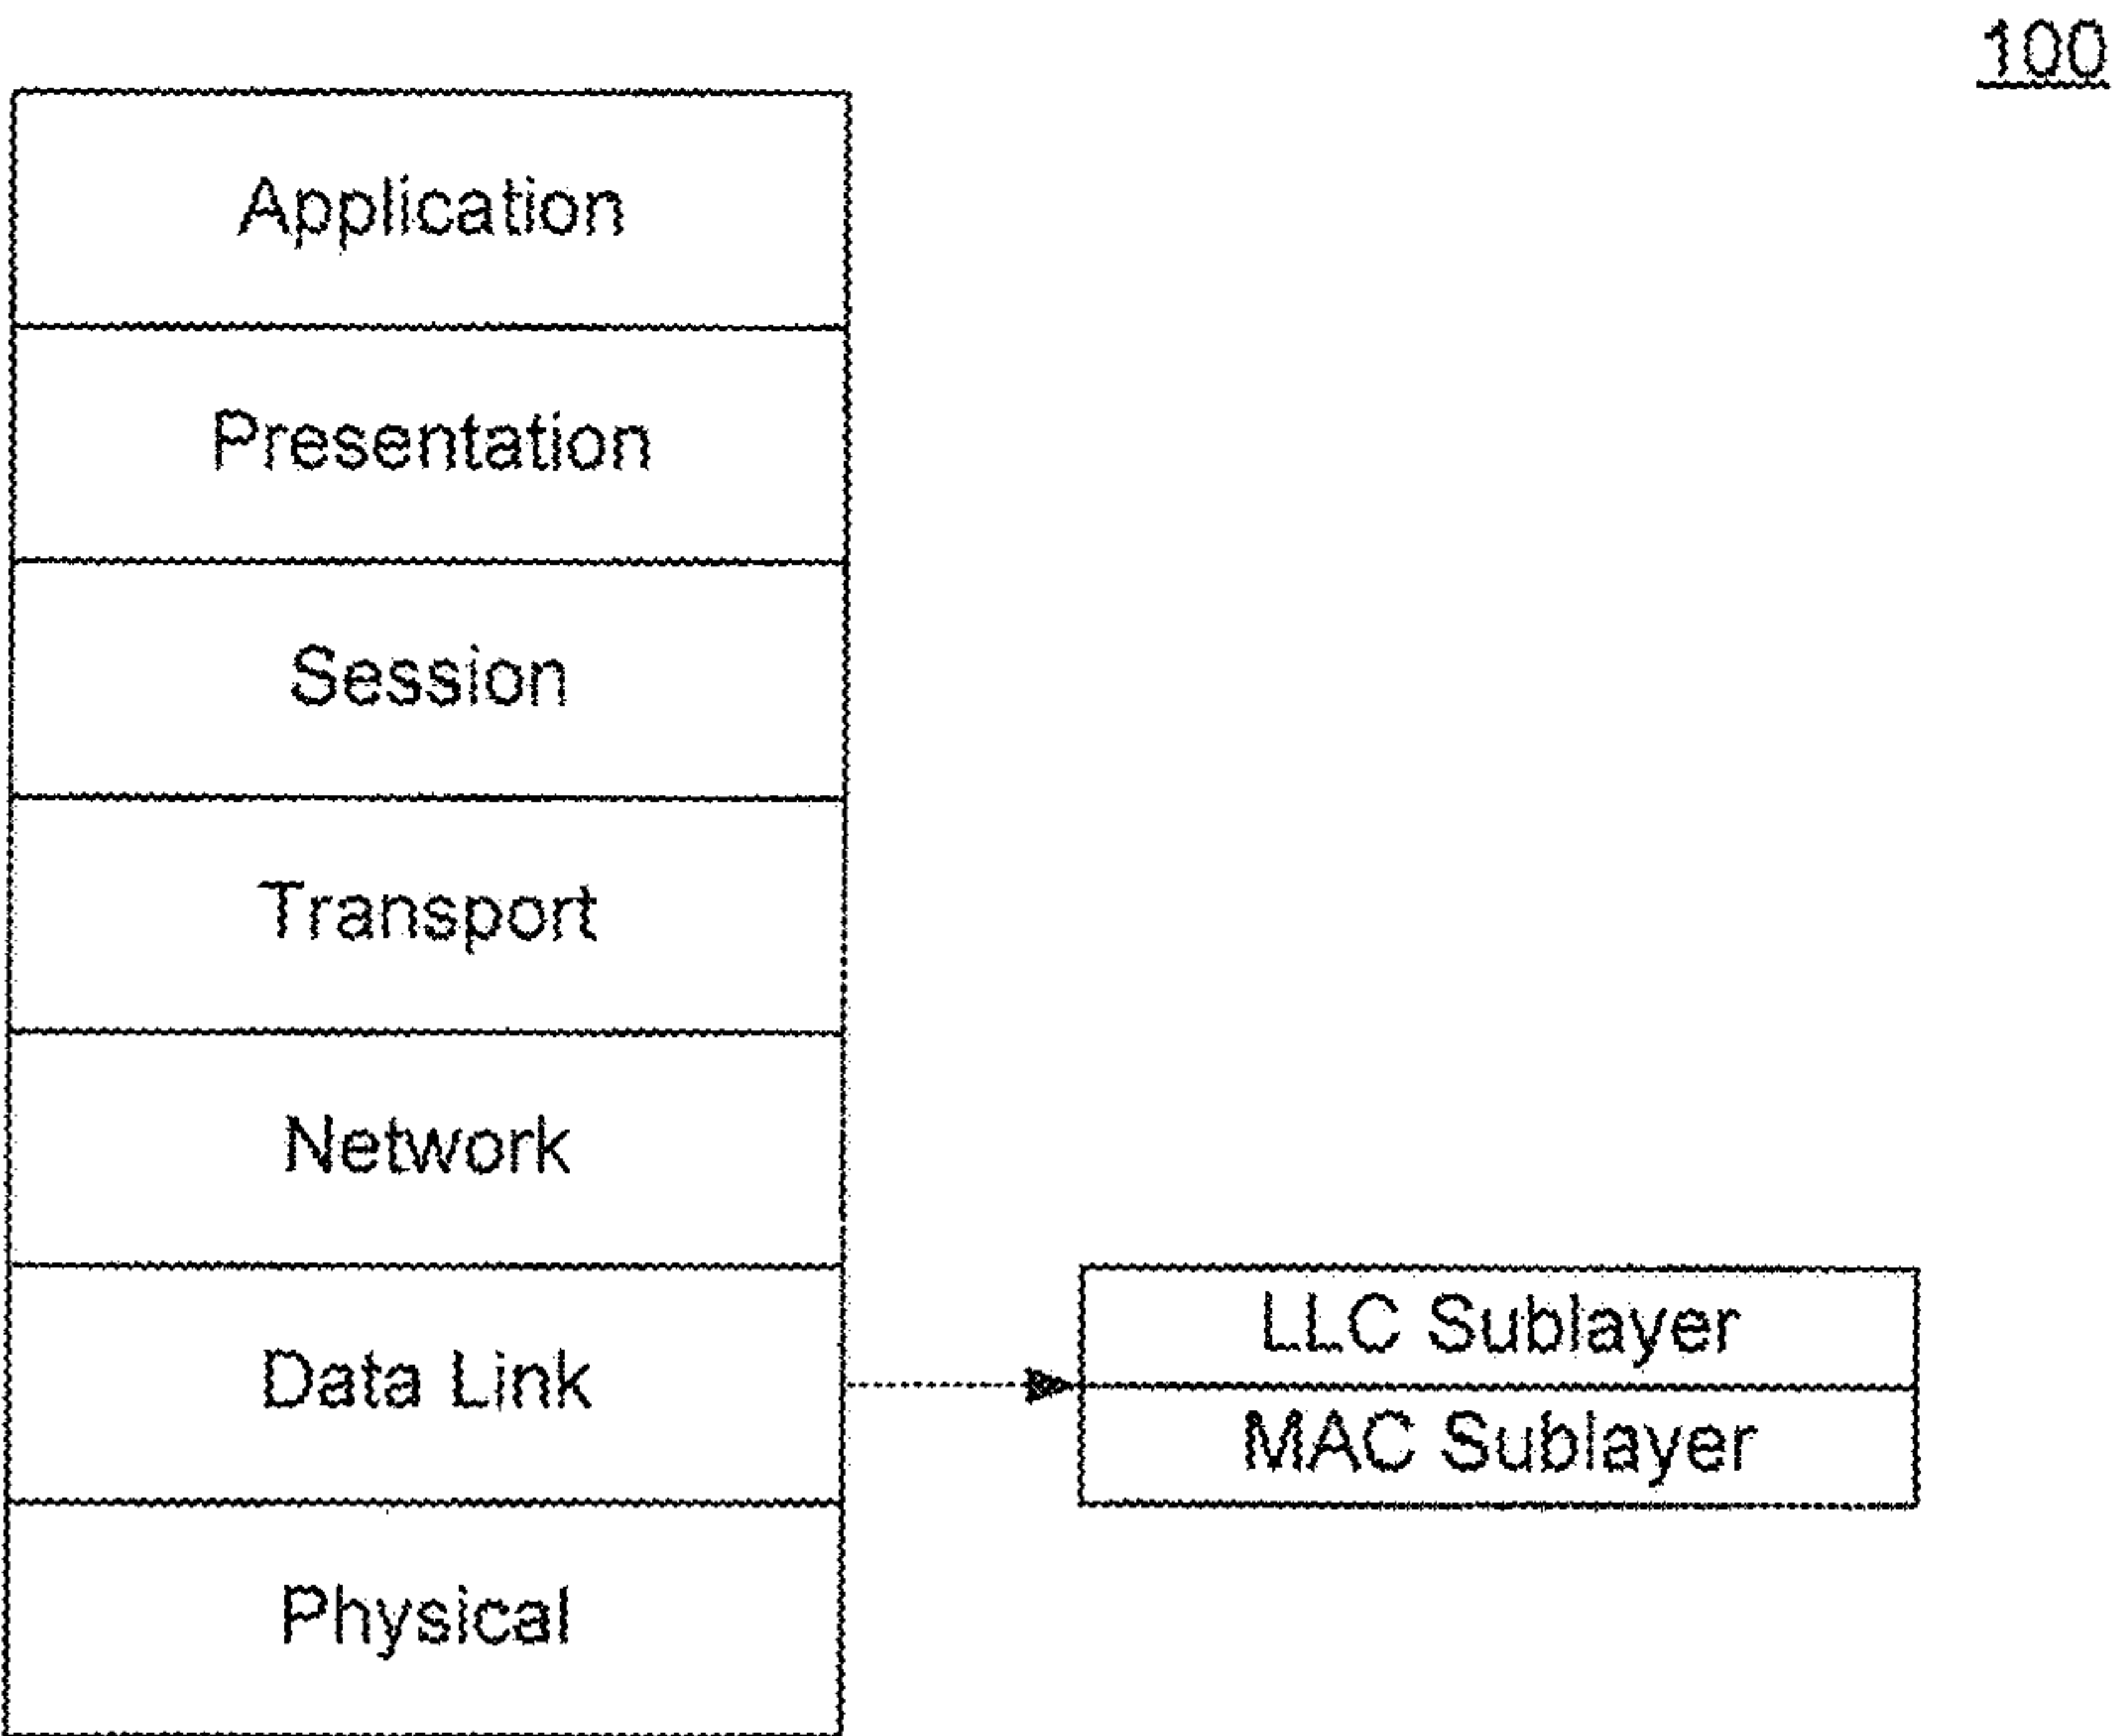 100
Application
Presentation
Session
Transport
Network
Data Link
LLC Sublayer
MAC Sublayer
Physical